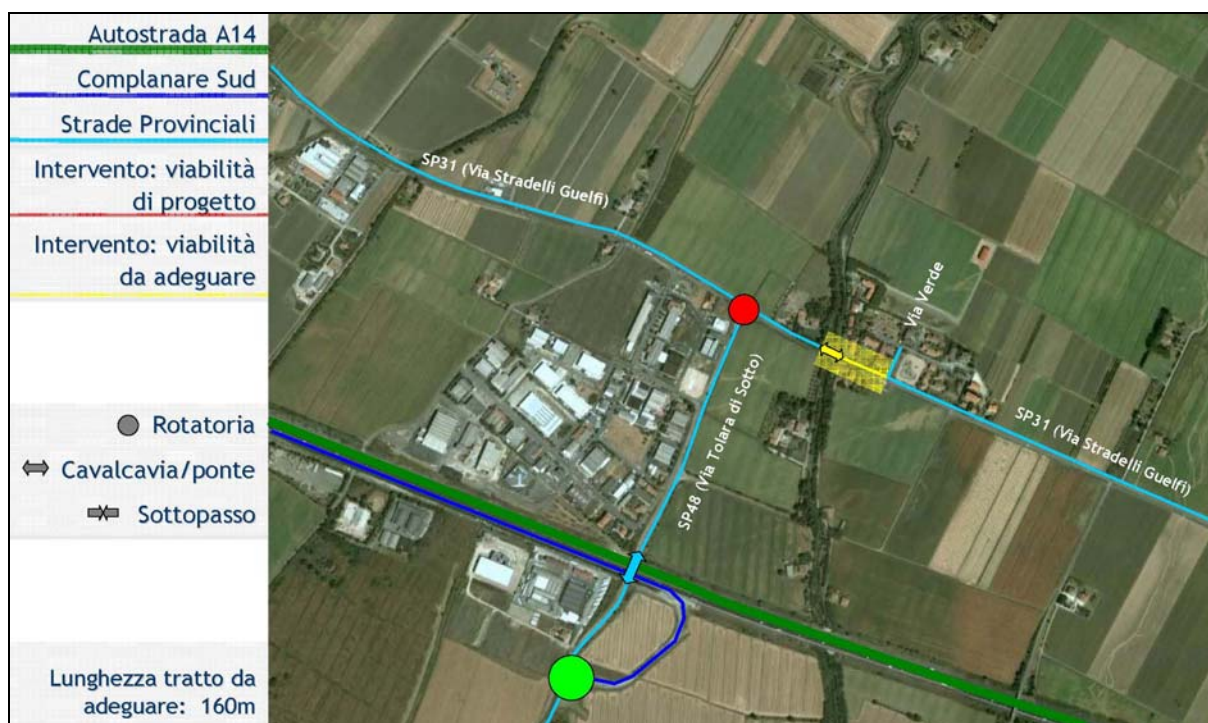 Autostrada A14
Complanare Sud
Strade Provinciali
Intervento: viabilità
di progetto
Intervento: viabilità
da adeguare
Rotatoria
Cavalcavia/ponte
Sottopasso
Lunghezza tratto da
adeguare: 160m
SP31 (Via Stradelli Guelfi)
Via Verde
SP48 (Via Tolara di Sotto)
SP31 (Via Stradelli Guelfi)